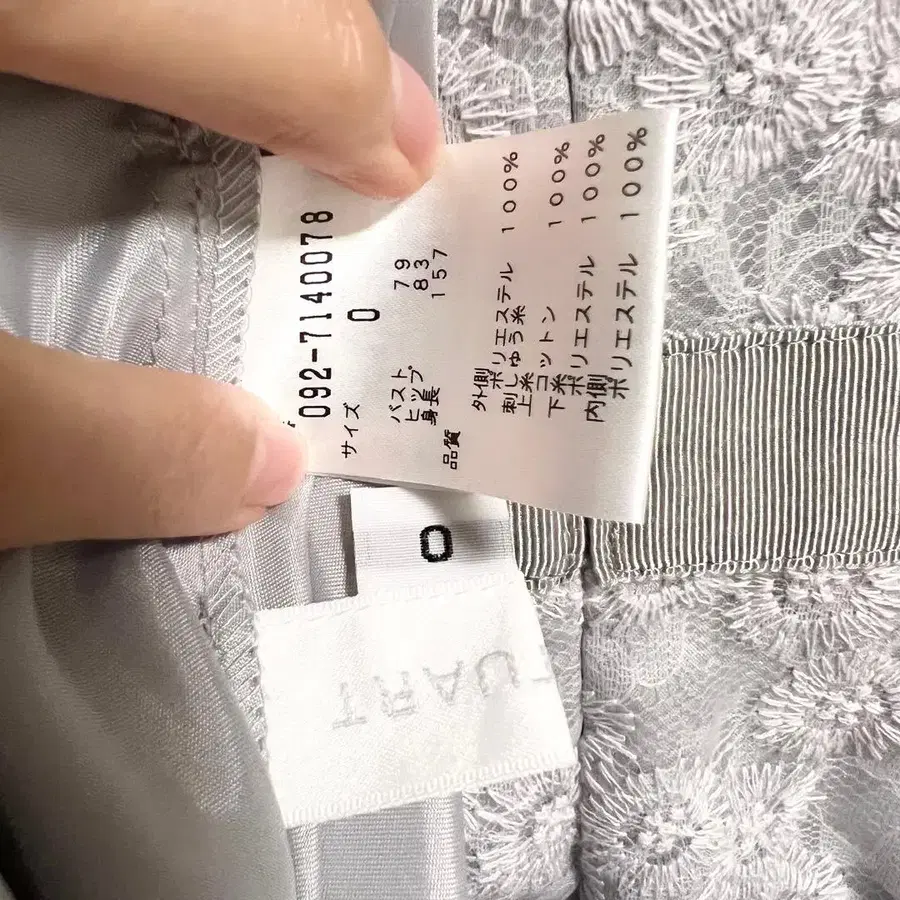 092-7140078
サイズ
0
バスト 79
ヒップ 83
身長 157
品質
外側
ポリエステル 100%
刺しゅう糸
上糸
コットン 100%
下糸
ポリエステル 100%
内側
ポリエステル 100%
0
TUART